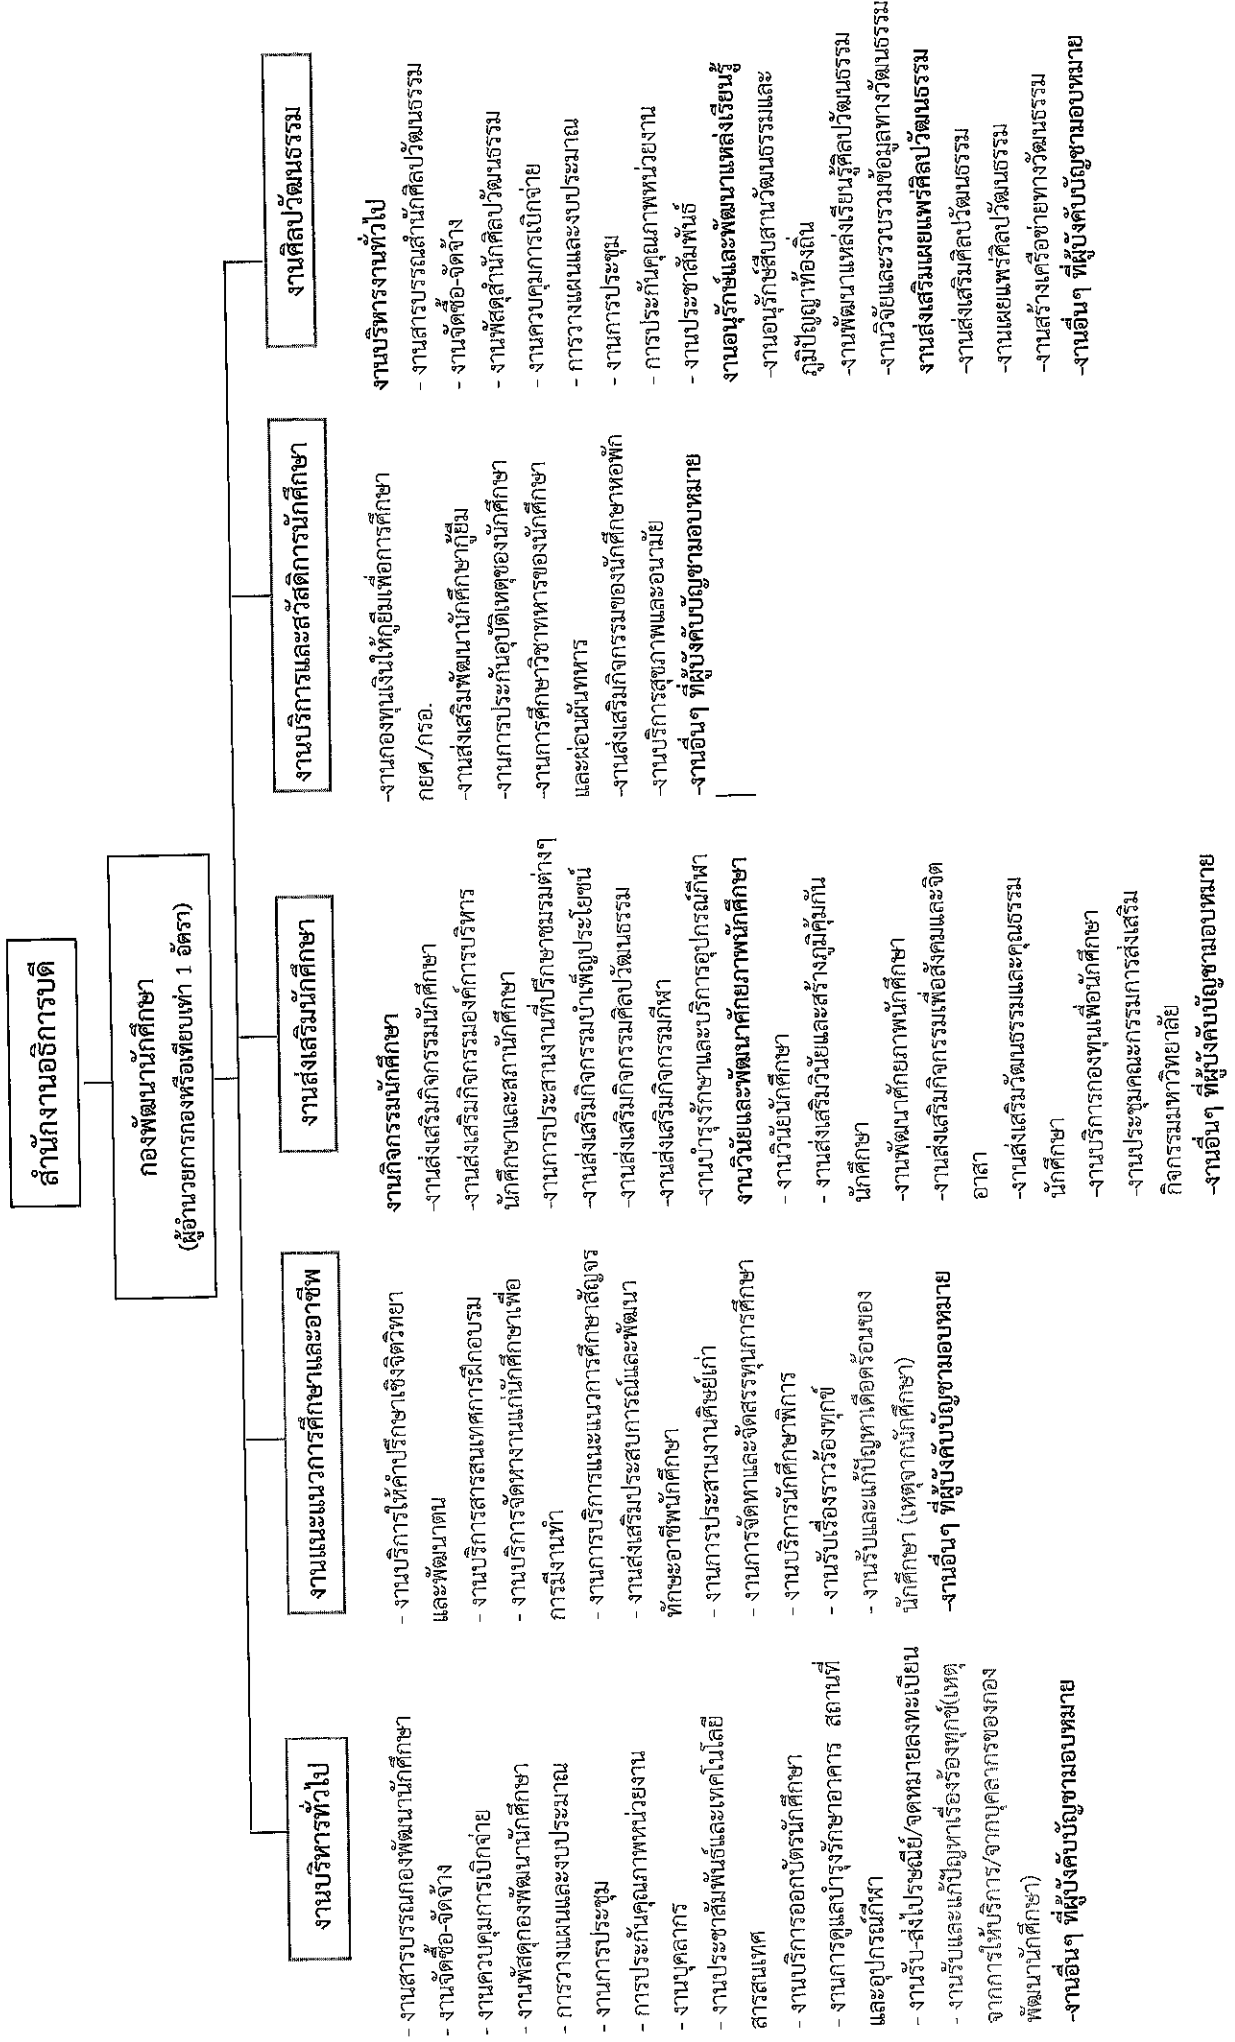 สำนักงานอธิการบดี
กองพัฒนานักศึกษา
(ผู้อำนวยการกองหรือเทียบเท่า 1 อัตรา)
งานบริหารทั่วไป
- งานสารบรรณกองพัฒนานักศึกษา
- งานจัดซื้อ-จัดจ้าง
- งานควบคุมการเบิกจ่าย
- งานพัสดุกองพัฒนานักศึกษา
- การวางแผนและงบประมาณ
- งานการประชุม
- การประกันคุณภาพหน่วยงาน
- งานบุคลากร
- งานประชาสัมพันธ์และเทคโนโลยี
สารสนเทศ
- งานบริการออกบัตรนักศึกษา
- งานการดูแลบำรุงรักษาอาคาร สถานที่
และอุปกรณ์กีฬา
- งานรับ-ส่งไปรษณีย์/จดหมายลงทะเบียน
- งานรับและแก้ปัญหาเรื่องร้องทุกข์(เหตุ
จากการให้บริการ/จากบุคลากรของกอง
พัฒนานักศึกษา)
-งานอื่นๆ ที่ผู้บังคับบัญชามอบหมาย
งานแนะแนวการศึกษาและอาชีพ
- งานบริการให้คำปรึกษาเชิงจิตวิทยา
และพัฒนาตน
- งานบริการสารสนเทศการฝึกอบรม
- งานบริการจัดหางานแก่นักศึกษาเพื่อ
การมีงานทำ
- งานการบริการแนะแนวการศึกษาสัญจร
- งานส่งเสริมประสบการณ์และพัฒนา
ทักษะอาชีพนักศึกษา
- งานการประสานงานศิษย์เก่า
- งานการจัดหาและจัดสรรทุนการศึกษา
- งานบริการนักศึกษาพิการ
- งานรับเรื่องราวร้องทุกข์
- งานรับและแก้ปัญหาเดือดร้อนของ
นักศึกษา (เหตุจากนักศึกษา)
-งานอื่นๆ ที่ผู้บังคับบัญชามอบหมาย
งานส่งเสริมนักศึกษา
งานกิจกรรมนักศึกษา
-งานส่งเสริมกิจกรรมนักศึกษา
-งานส่งเสริมกิจกรรมองค์การบริหาร
นักศึกษาและสภานักศึกษา
-งานการประสานงานที่ปรึกษาชมรมต่างๆ
-งานส่งเสริมกิจกรรมบำเพ็ญประโยชน์
-งานส่งเสริมกิจกรรมศิลปวัฒนธรรม
-งานส่งเสริมกิจกรรมกีฬา
-งานบำรุงรักษาและบริการอุปกรณ์กีฬา
งานวินัยและพัฒนาศักยภาพนักศึกษา
- งานวินัยนักศึกษา
- งานส่งเสริมวินัยและสร้างภูมิคุ้มกัน
นักศึกษา
-งานพัฒนาศักยภาพนักศึกษา
-งานส่งเสริมกิจกรรมเพื่อสังคมและจิต
อาสา
-งานส่งเสริมวัฒนธรรมและคุณธรรม
นักศึกษา
-งานบริการกองทุนเพื่อนักศึกษา
-งานประชุมคณะกรรมการส่งเสริม
กิจกรรมมหาวิทยาลัย
-งานอื่นๆ ที่ผู้บังคับบัญชามอบหมาย
งานบริการและสวัสดิการนักศึกษา
-งานกองทุนเงินให้กู้ยืมเพื่อการศึกษา
กยศ./กรอ.
-งานส่งเสริมพัฒนานักศึกษากู้ยืม
-งานการประกันอุบัติเหตุของนักศึกษา
-งานการศึกษาวิชาทหารของนักศึกษา
และผ่อนผันทหาร
-งานส่งเสริมกิจกรรมของนักศึกษาหอพัก
-งานบริการสุขภาพและอนามัย
-งานอื่นๆ ที่ผู้บังคับบัญชามอบหมาย
งานศิลปวัฒนธรรม
งานบริหารงานทั่วไป
- งานสารบรรณสำนักศิลปวัฒนธรรม
- งานจัดซื้อ-จัดจ้าง
- งานพัสดุสำนักศิลปวัฒนธรรม
- งานควบคุมการเบิกจ่าย
- การวางแผนและงบประมาณ
- งานการประชุม
- การประกันคุณภาพหน่วยงาน
- งานประชาสัมพันธ์
งานอนุรักษ์และพัฒนาแหล่งเรียนรู้
-งานอนุรักษ์สืบสานวัฒนธรรมและ
ภูมิปัญญาท้องถิ่น
-งานพัฒนาแหล่งเรียนรู้ศิลปวัฒนธรรม
-งานวิจัยและรวบรวมข้อมูลทางวัฒนธรรม
งานส่งเสริมเผยแพร่ศิลปวัฒนธรรม
-งานส่งเสริมศิลปวัฒนธรรม
-งานเผยแพร่ศิลปวัฒนธรรม
-งานสร้างเครือข่ายทางวัฒนธรรม
-งานอื่นๆ ที่ผู้บังคับบัญชามอบหมาย